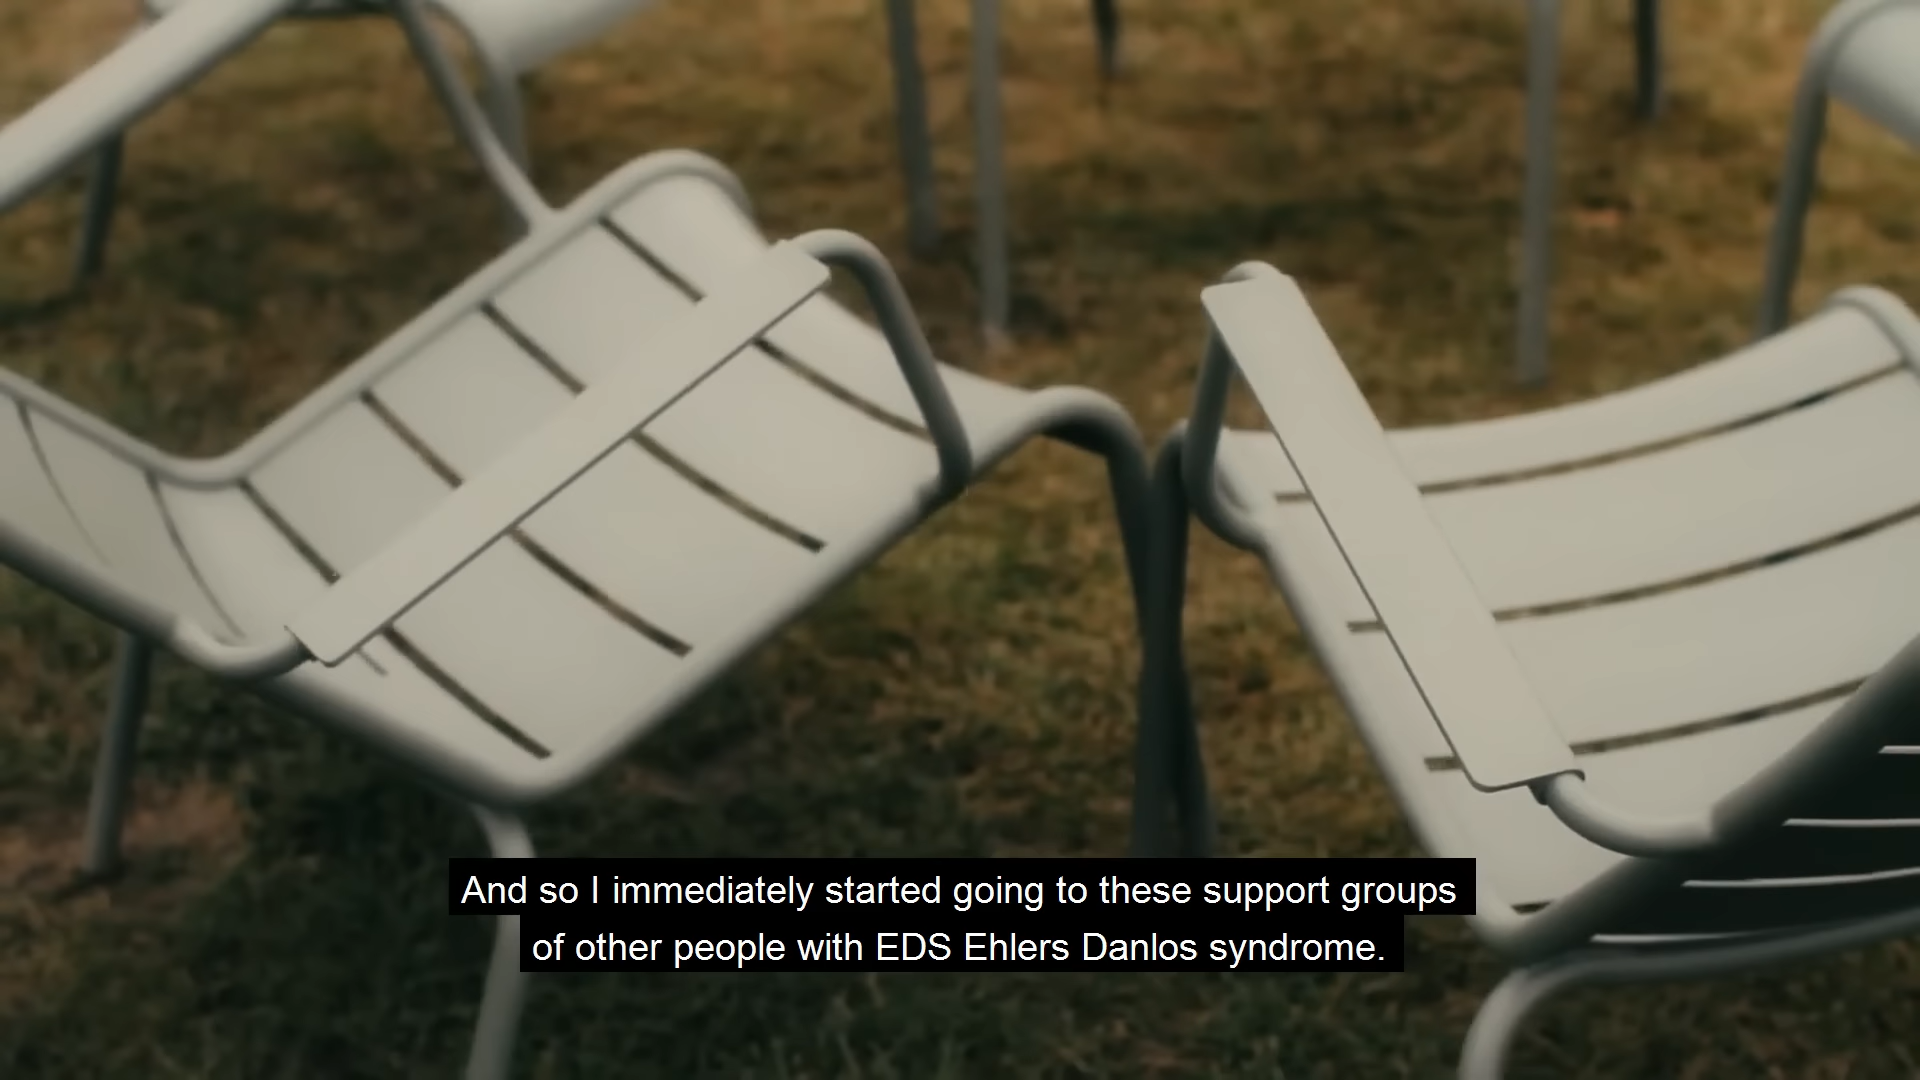 And so I immediately started going to these support groups
of other people with EDS Ehlers Danlos syndrome.